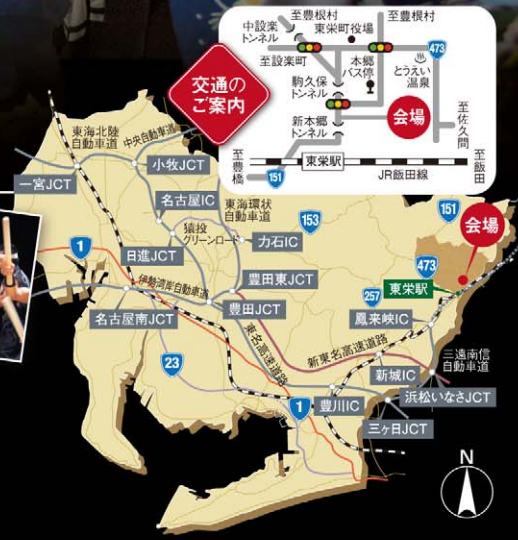 交通の
ご案内
至豊根村
至豊根村
中設楽
トンネル
東栄町役場
473
至設楽町
本郷
バス停
とうえい
温泉
駒久保
トンネル
会場
新本郷
トンネル
至佐久間
至豊橋
東栄駅
至飯田
151
JR飯田線
東海北陸
自動車道
中央自動車道
小牧JCT
一宮JCT
名古屋IC
東海環状
自動車道
153
151
会場
猿投
グリーンロード
力石IC
1
日進JCT
473
伊勢湾岸自動車道
豊田東JCT
東栄駅
257
名古屋南JCT
豊田JCT
鳳来峡IC
東名高速道路
新東名高速道路
三遠南信
自動車道
23
新城IC
1
豊川IC
浜松いなさJCT
三ヶ日JCT
N